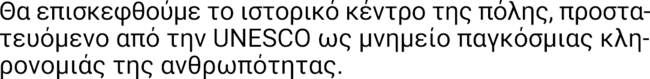 Θα επισκεφθούμε το ιστορικό κέντρο της πόλης, προστα-
τευόμενο από την UNESCO ως μνημείο παγκόσμιας κλη-
ρονομιάς της ανθρωπότητας.